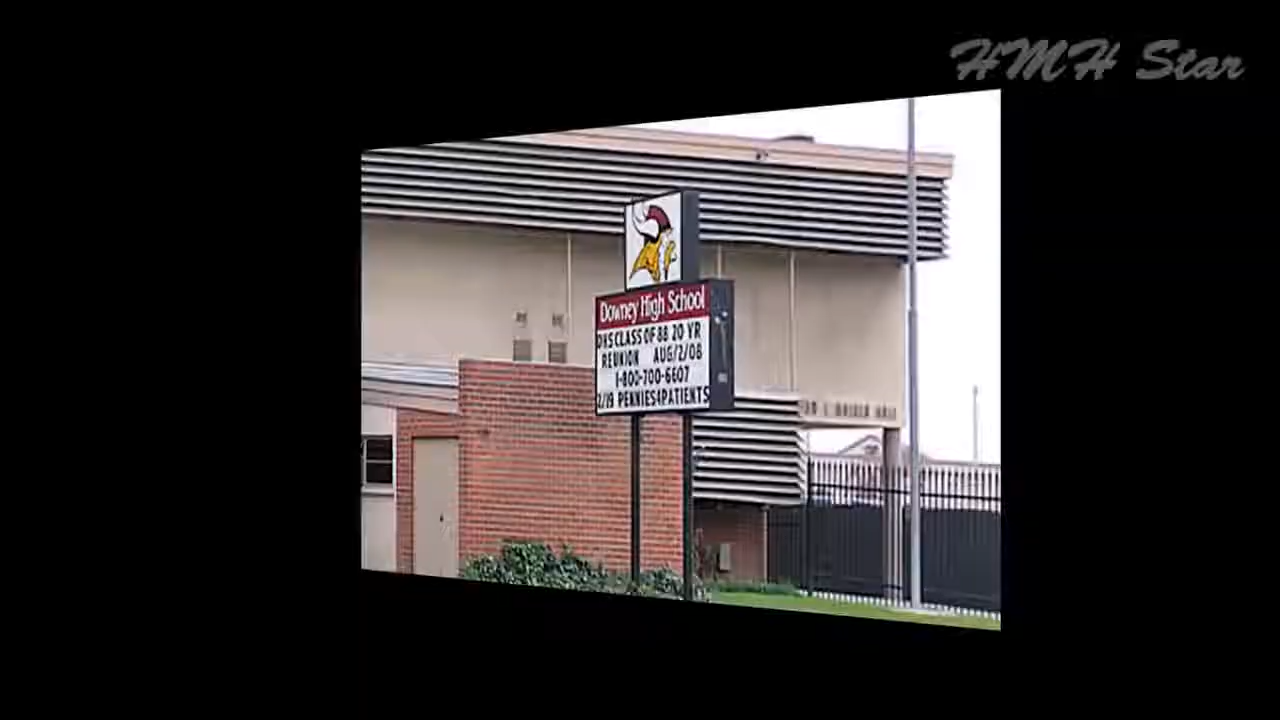 HMH Star
Downey High School
DHS CLASS OF 88 20 YR
REUNION AUG/2/08
1-800-700-6607
2/19 PENNIES4PATIENTS